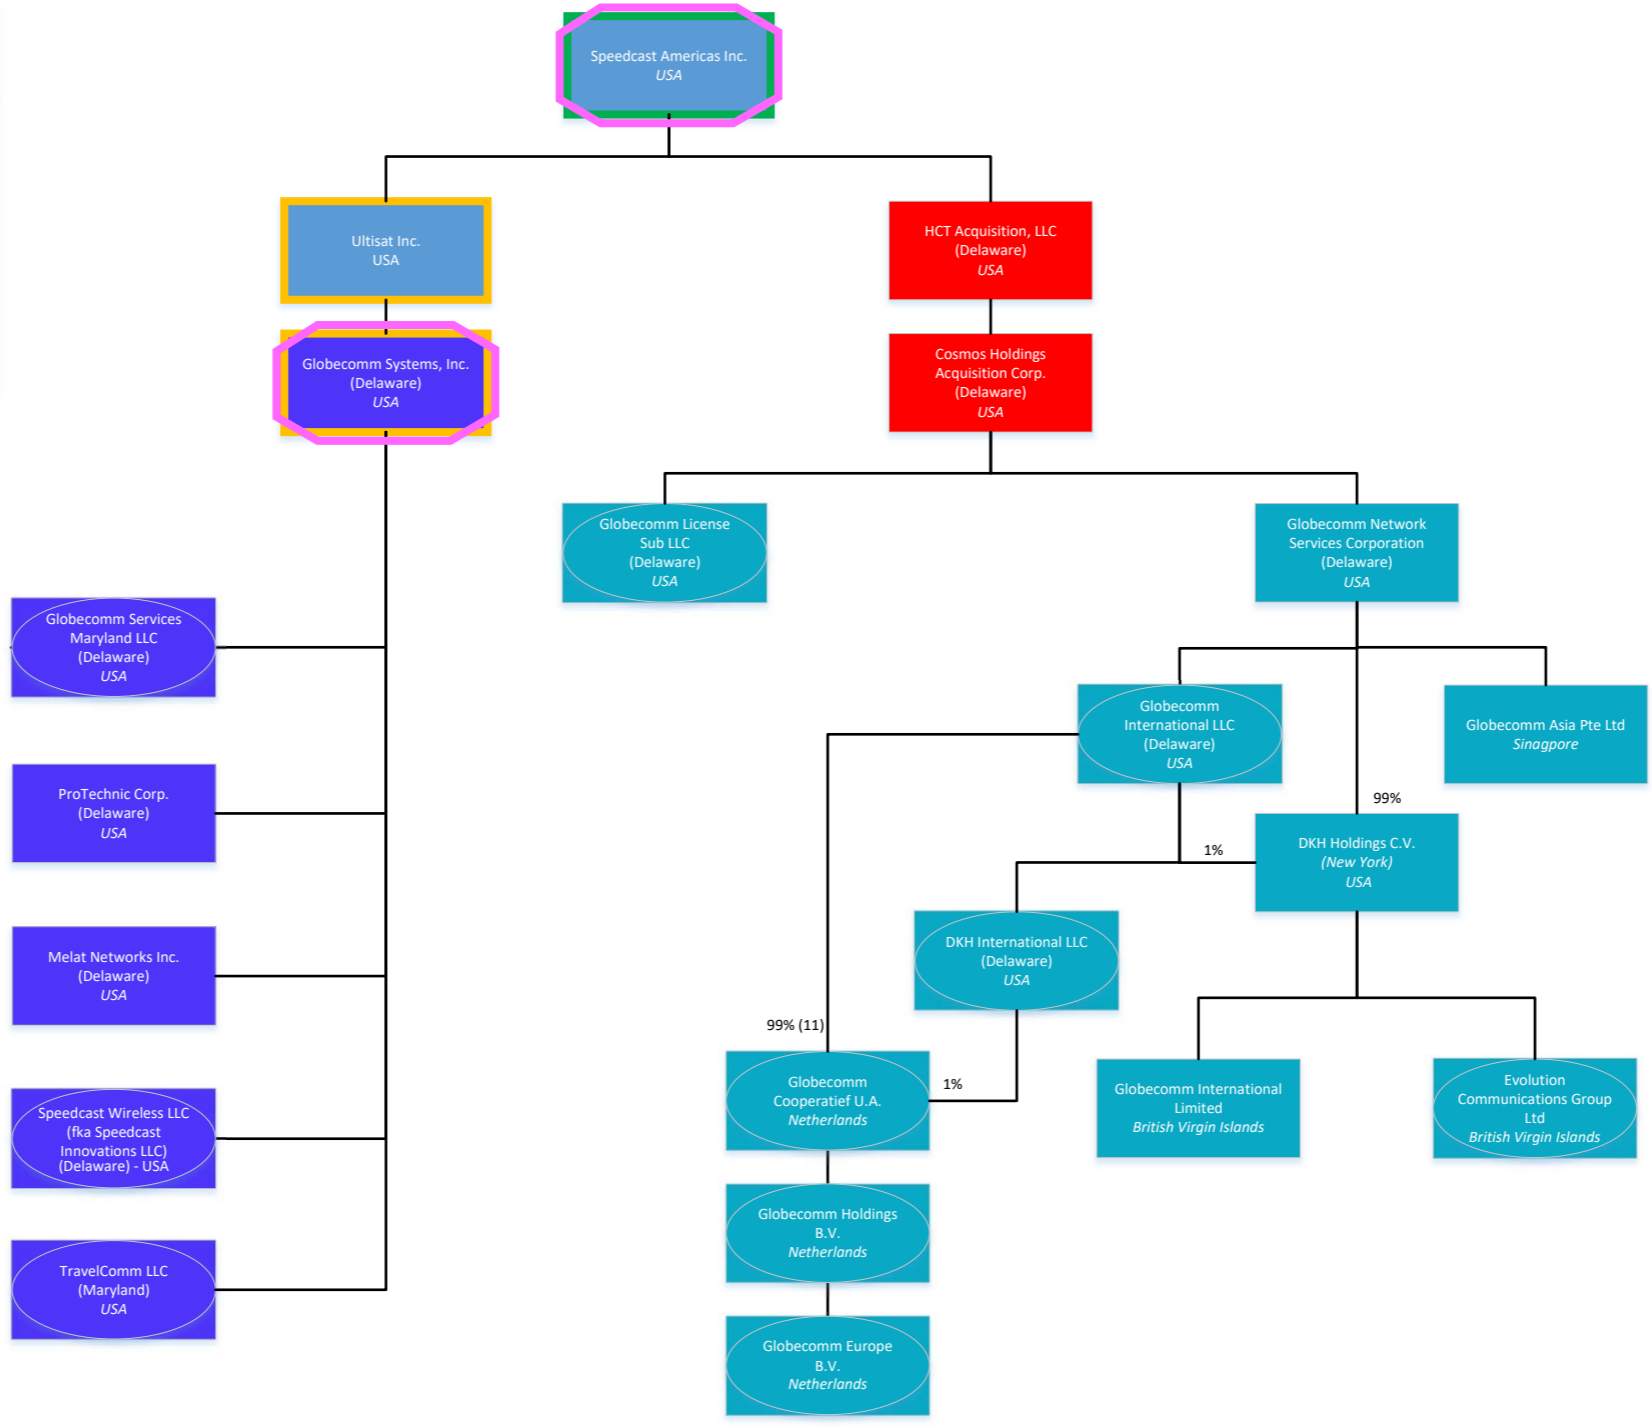 Speedcast Americas Inc.
USA
Ultisat Inc.
USA
HCT Acquisition, LLC
(Delaware)
USA
Globecomm Systems, Inc.
(Delaware)
USA
Cosmos Holdings
Acquisition Corp.
(Delaware)
USA
Globecomm License
Sub LLC
(Delaware)
USA
Globecomm Network
Services Corporation
(Delaware)
USA
Globecomm Services
Maryland LLC
(Delaware)
USA
Globecomm
International LLC
(Delaware)
USA
Globecomm Asia Pte Ltd
Sinagpore
ProTechnic Corp.
(Delaware)
USA
99%
1%
DKH Holdings C.V.
(New York)
USA
Melat Networks Inc.
(Delaware)
USA
DKH International LLC
(Delaware)
USA
99% (11)
1%
Globecomm
Cooperatief U.A.
Netherlands
Globecomm International
Limited
British Virgin Islands
Evolution
Communications Group
Ltd
British Virgin Islands
Speedcast Wireless LLC
(fka Speedcast
Innovations LLC)
(Delaware) - USA
Globecomm Holdings
B.V.
Netherlands
TravelComm LLC
(Maryland)
USA
Globecomm Europe
B.V.
Netherlands